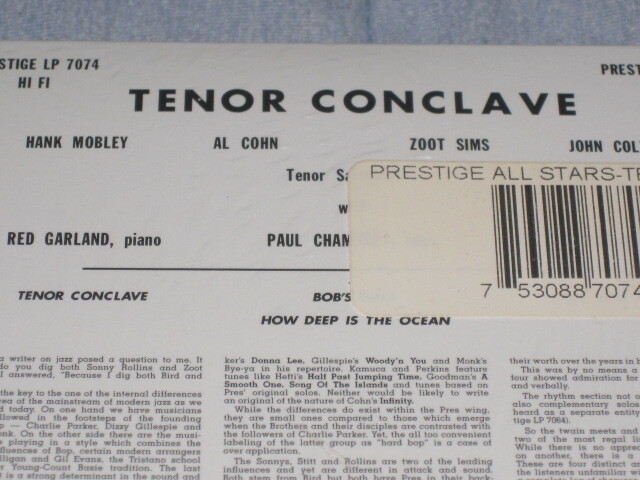 STIGE LP 7074
PREST
HI FI
TENOR CONCLAVE
HANK MOBLEY AL COHN ZOOT SIMS JOHN COL
Tenor Sa
PRESTIGE ALL STARS-TE
w
RED GARLAND, piano PAUL CHAM
7 53088 7074
TENOR CONCLAVE BOB'S
HOW DEEP IS THE OCEAN
a writer on jazz posed a question to me. It
do you dig both Sonny Rollins and Zoot
I answered, "Because I dig both Bird and
the key to one of the internal differences
era of the mainstream of modern jazz as we
d today. On one hand we have musicians
llowed in the footsteps of the founding
p — Charlie Parker, Dizzy Gillespie and
onk. On the other side there are the musi-
playing in a style which combines the
fluences of Bop, certain modern arrangers
lligan and Gil Evans, the Tristano school
r Young-Count Basie tradition. The last
t is a strong determinant in the sound and
ker's Donna Lee, Gillespie's Woody'n You and Monk's
Bye-ya in his repertoire. Kamuca and Perkins feature
tunes like Hefti's Half Past Jumping Time, Goodman's A
Smooth One, Song Of The Islands and tunes based on
Pres' original solos. Neither would be likely to write
an original of the nature of Cohn's Infinity.
While the differences do exist within the Pres wing,
they are small ones compared to those which emerge
when the Brothers and their disciples are contrasted with
the followers of Charlie Parker. Yet, the all too convenient
labeling of the latter group as "hard bop" is a case of
over application.
The Sonnys, Stitt and Rollins are two of the leading
influences and yet are different in attack and sound.
Both stem from Bird but both have Pres in their back-
their worth over the years in b
This was by no means a
four showed admiration for
and verbally.
The rhythm section of
also complementary solois
heard as a separate entity
tige LP 7064).
So the twain meets and
two of the most regal li
While there is no appre
on another, there is a
These are four distinct a
the listeners unfamiliar wi